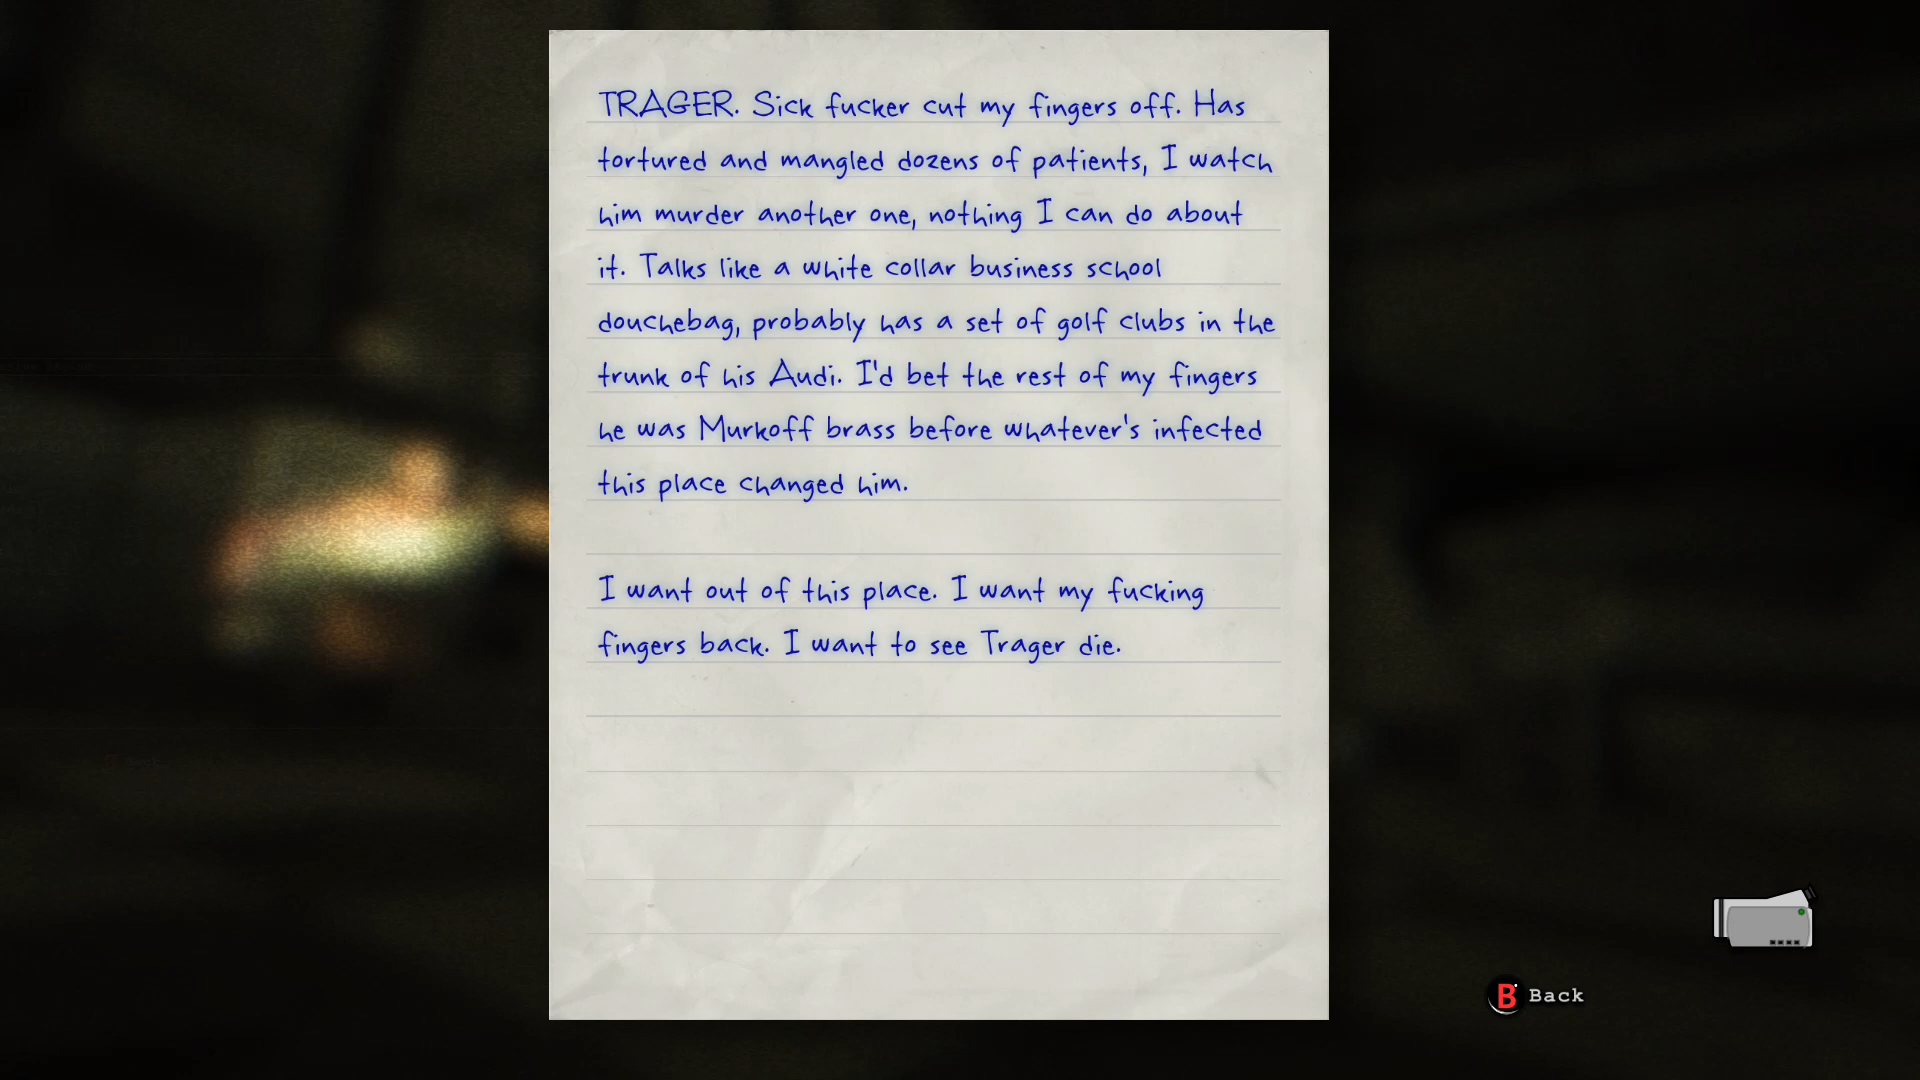 TRAGER. Sick fucker cut my fingers off. Has
tortured and mangled dozens of patients, I watch
him murder another one, nothing I can do about
it. Talks like a white collar business school
douchebag, probably has a set of golf clubs in the
trunk of his Audi. I'd bet the rest of my fingers
he was Murkoff brass before whatever's infected
this place changed him.
I want out of this place. I want my fucking
fingers back. I want to see Trager die.
B Back